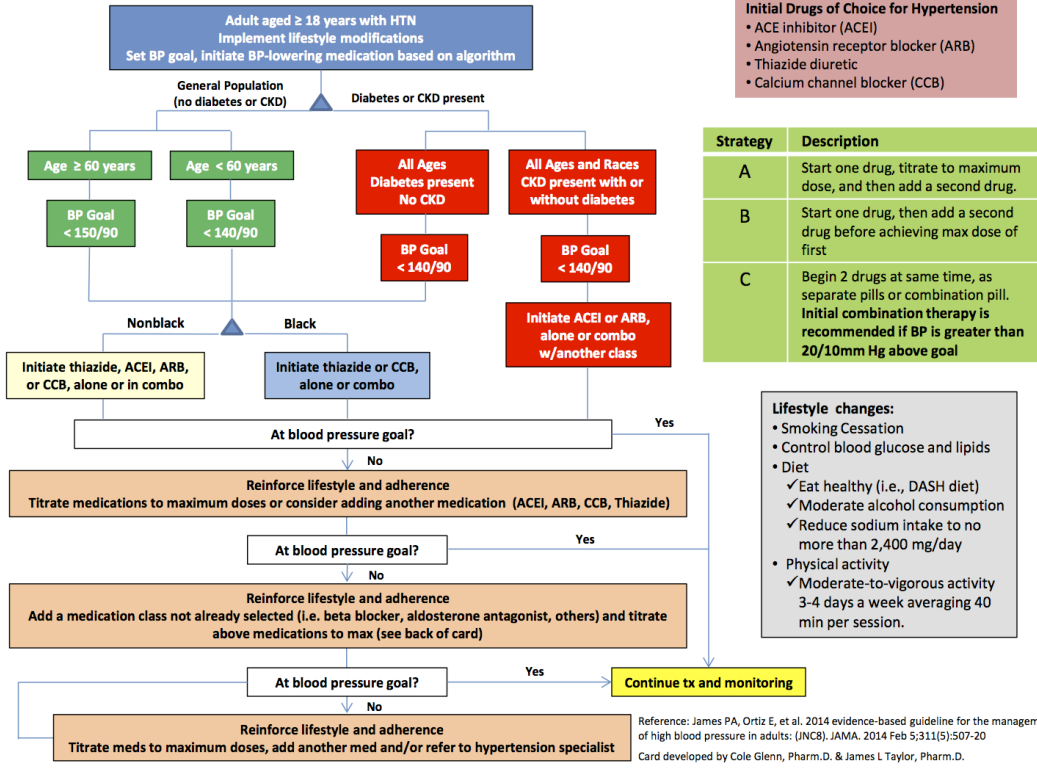 Adult aged ≥ 18 years with HTN
Implement lifestyle modifications
Set BP goal, initiate BP-lowering medication based on algorithm
General Population
(no diabetes or CKD)
Diabetes or CKD present
Age ≥ 60 years
Age < 60 years
All Ages
Diabetes present
No CKD
All Ages and Races
CKD present with or
without diabetes
BP Goal
< 150/90
BP Goal
< 140/90
BP Goal
< 140/90
BP Goal
< 140/90
Nonblack
Black
Initiate thiazide, ACEI, ARB,
or CCB, alone or in combo
Initiate thiazide or CCB,
alone or combo
Initiate ACEI or ARB,
alone or combo
w/another class
At blood pressure goal?
Yes
No
Reinforce lifestyle and adherence
Titrate medications to maximum doses or consider adding another medication (ACEI, ARB, CCB, Thiazide)
At blood pressure goal?
Yes
No
Reinforce lifestyle and adherence
Add a medication class not already selected (i.e. beta blocker, aldosterone antagonist, others) and titrate
above medications to max (see back of card)
At blood pressure goal?
Yes
Continue tx and monitoring
No
Reinforce lifestyle and adherence
Titrate meds to maximum doses, add another med and/or refer to hypertension specialist
Initial Drugs of Choice for Hypertension
• ACE inhibitor (ACEI)
• Angiotensin receptor blocker (ARB)
• Thiazide diuretic
• Calcium channel blocker (CCB)
Strategy Description
A Start one drug, titrate to maximum
dose, and then add a second drug.
B Start one drug, then add a second
drug before achieving max dose of
first
C Begin 2 drugs at same time, as
separate pills or combination pill.
Initial combination therapy is
recommended if BP is greater than
20/10mm Hg above goal
Lifestyle changes:
• Smoking Cessation
• Control blood glucose and lipids
• Diet
✓Eat healthy (i.e., DASH diet)
✓Moderate alcohol consumption
✓Reduce sodium intake to no
more than 2,400 mg/day
• Physical activity
✓Moderate-to-vigorous activity
3-4 days a week averaging 40
min per session.
Reference: James PA, Ortiz E, et al. 2014 evidence-based guideline for the managem
of high blood pressure in adults: (JNC8). JAMA. 2014 Feb 5;311(5):507-20
Card developed by Cole Glenn, Pharm.D. & James L Taylor, Pharm.D.